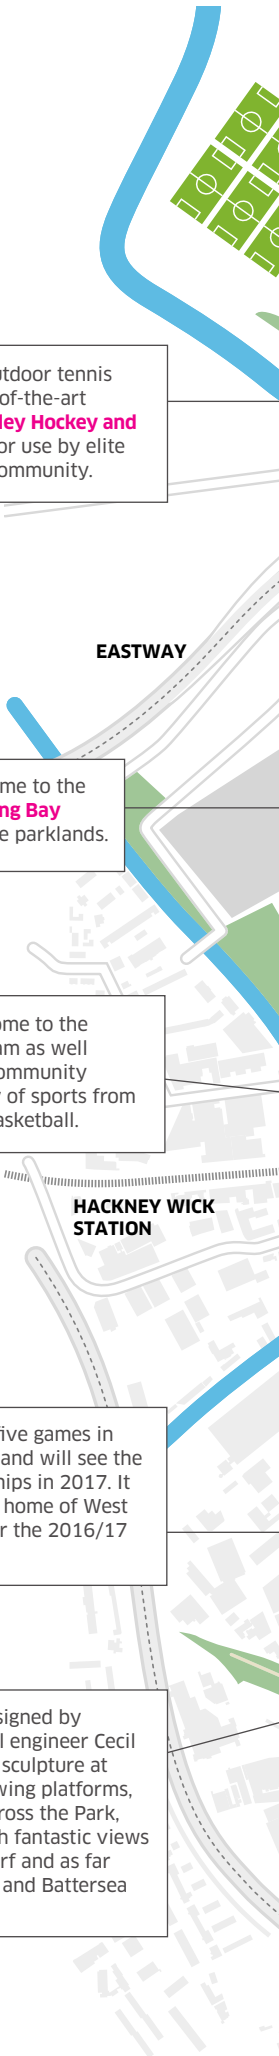 utdoor tennis
of-the-art
ley Hockey and
or use by elite
ommunity.
EASTWAY
me to the
ng Bay
e parklands.
ome to the
am as well
ommunity
y of sports from
asketball.
HACKNEY WICK
STATION
five games in
and will see the
hips in 2017. It
home of West
r the 2016/17
signed by
l engineer Cecil
sculpture at
wing platforms,
ross the Park,
h fantastic views
rf and as far
and Battersea